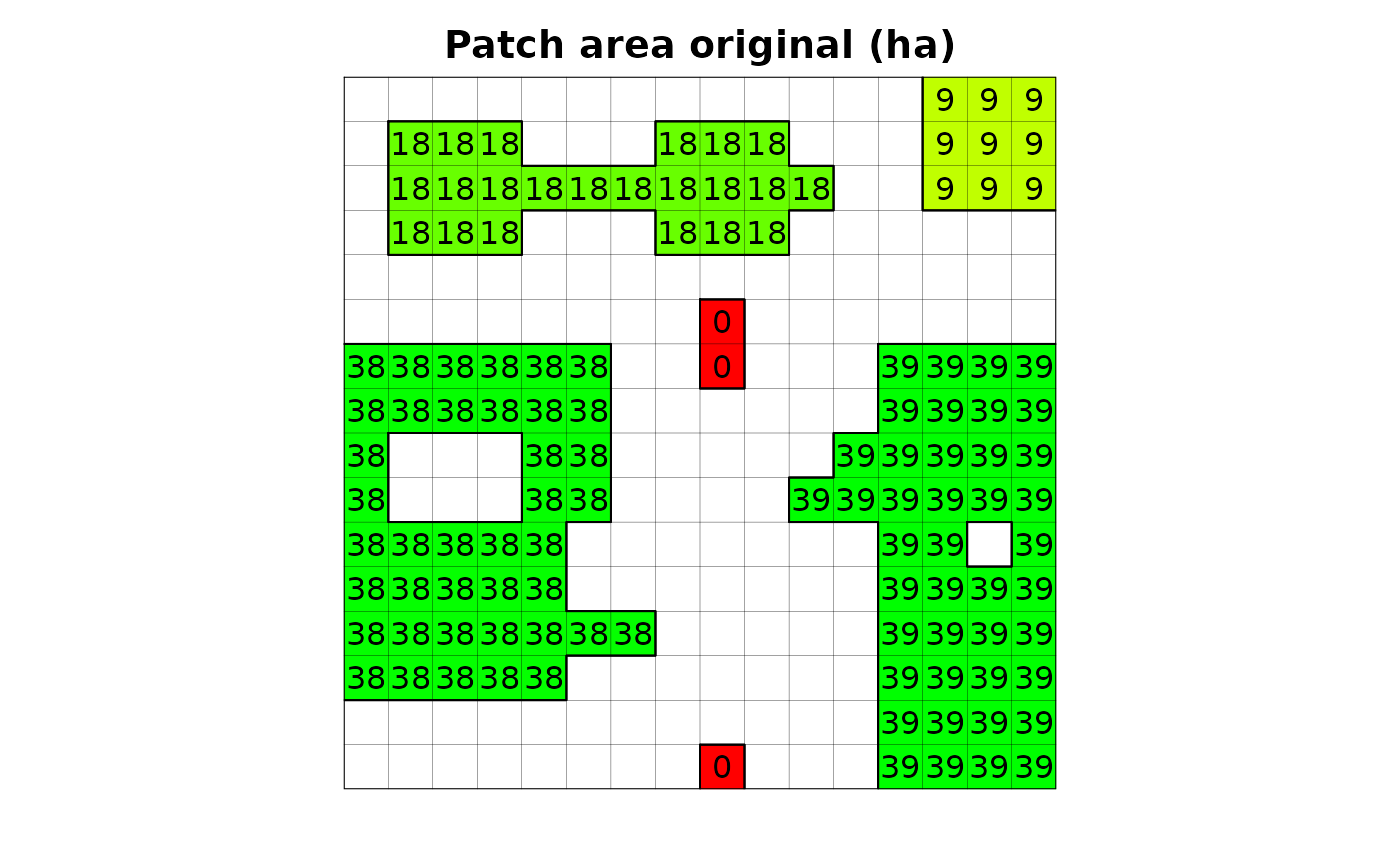 Patch area original (ha)
9 9 9
18 18 18 18 18 18 9 9 9
18 18 18 18 18 18 18 18 18 18 9 9 9
18 18 18 18 18 18
0
38 38 38 38 38 38 0 39 39 39 39
38 38 38 38 38 38 39 39 39 39
38 38 38 39 39 39 39 39
38 38 38 39 39 39 39 39 39
38 38 38 38 38 39 39 39
38 38 38 38 38 39 39 39 39
38 38 38 38 38 38 38 39 39 39 39
38 38 38 38 38 39 39 39 39
39 39 39 39
0 39 39 39 39